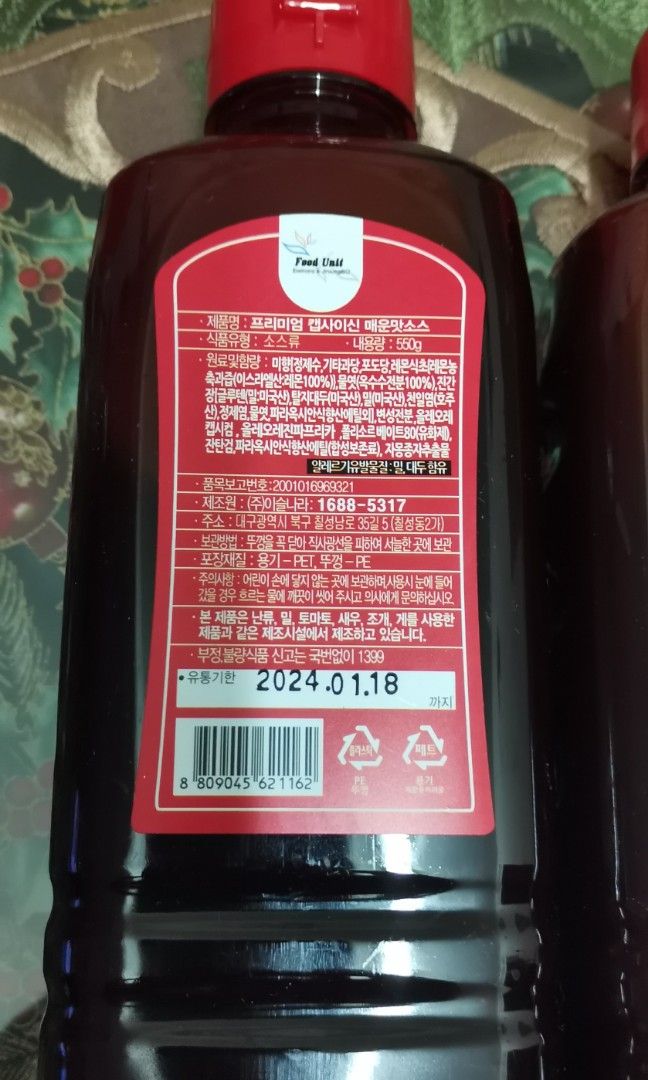 Food Unit
· 제품명 : 프리미엄 캡사이신 매운맛소스
· 식품유형 : 소스류 · 내용량 : 550g
· 원료및함량 : 미향[정제수,기타과당,포도당,레몬식초(레몬농
축과즙(이스라엘산:레몬100%)},물엿(옥수수전분100%),진간
장[글루텐(밀:미국산),탈지대두(미국산),밀(미국산),천일염(호주
산),정제염,물엿,파라옥시안식향산에틸외],변성전분,올레오레
캡시컴, 올레오레진파프리카, 폴리소르베이트80(유화제),
잔탄검,파라옥시안식향산에틸(합성보존료), 자몽종자추출물
알레르기유발물질 : 밀, 대두 함유
· 품목보고번호:2001016969321
· 제조원 : (주)이슬나라: 1688-5317
· 주소 : 대구광역시 북구 칠성남로 35길 5 (칠성동2가)
· 보관방법 : 뚜껑을 꼭 닫아 직사광선을 피하여 서늘한 곳에 보관
· 포장재질 : 용기 – PET, 뚜껑 – PE
· 주의사항 : 어린이 손에 닿지 않는 곳에 보관하며,사용시 눈에 들어
갔을 경우 흐르는 물에 깨끗이 씻어 주시고 의사에게 문의하십시오
· 본 제품은 난류, 밀, 토마토, 새우, 조개, 게를 사용한
제품과 같은 제조시설에서 제조하고 있습니다.
· 부정,불량식품 신고는 국번없이 1399
• 유통기한 2024.01.18 까지
8 809045 621162
플라스틱 페트
PE 용기
뚜껑